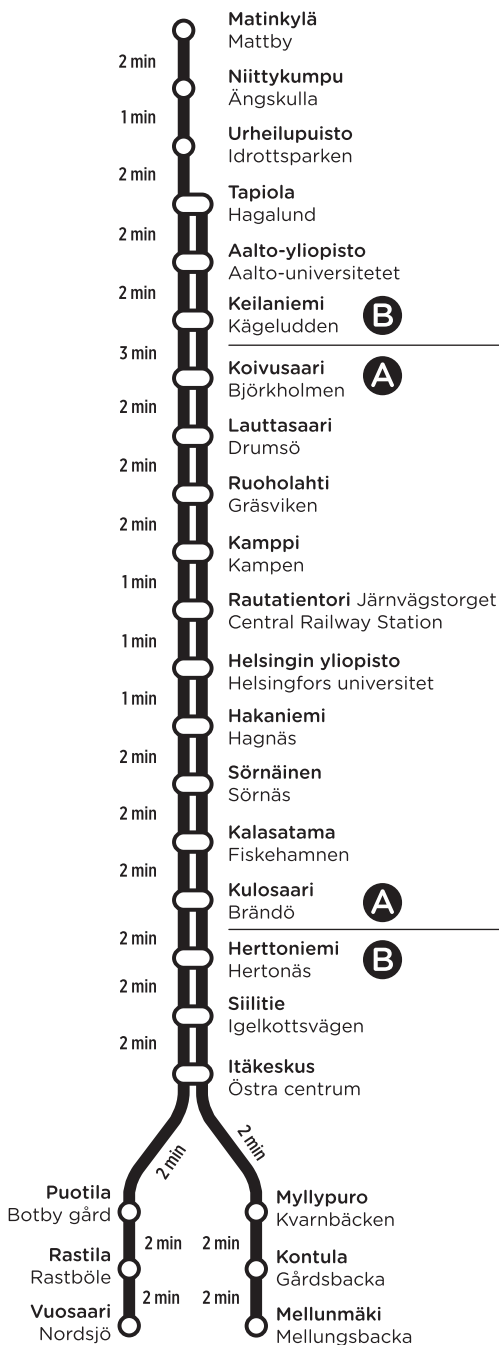 Matinkylä
Mattby
2 min
Niittykumpu
Ängskulla
1 min
Urheilupuisto
Idrottsparken
2 min
Tapiola
Hagalund
2 min
Aalto-yliopisto
Aalto-universitetet
2 min
Keilaniemi
Kägeludden
B
3 min
Koivusaari
Björkholmen
A
2 min
Lauttasaari
Drumsö
2 min
Ruoholahti
Gräsviken
2 min
Kamppi
Kampen
1 min
Rautatientori Järnvägstorget
Central Railway Station
1 min
Helsingin yliopisto
Helsingfors universitet
1 min
Hakaniemi
Hagnäs
2 min
Sörnäinen
Sörnäs
2 min
Kalasatama
Fiskehamnen
2 min
Kulosaari
Brändö
A
2 min
Herttoniemi
Hertonäs
B
2 min
Siilitie
Igelkottsvägen
2 min
Itäkeskus
Östra centrum
2 min
2 min
Puotila
Botby gård
Myllypuro
Kvarnbäcken
2 min
2 min
Rastila
Rastböle
Kontula
Gårdsbacka
2 min
2 min
Vuosaari
Nordsjö
Mellunmäki
Mellungsbacka